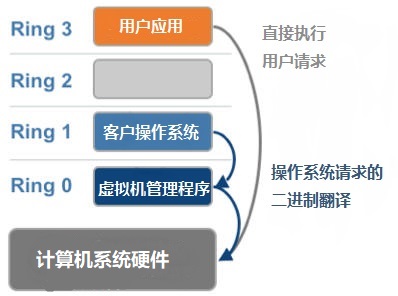 Ring 3
用户应用
直接执行
用户请求
Ring 2
Ring 1
客户操作系统
Ring 0
虚拟机管理程序
操作系统请求的
二进制翻译
计算机系统硬件